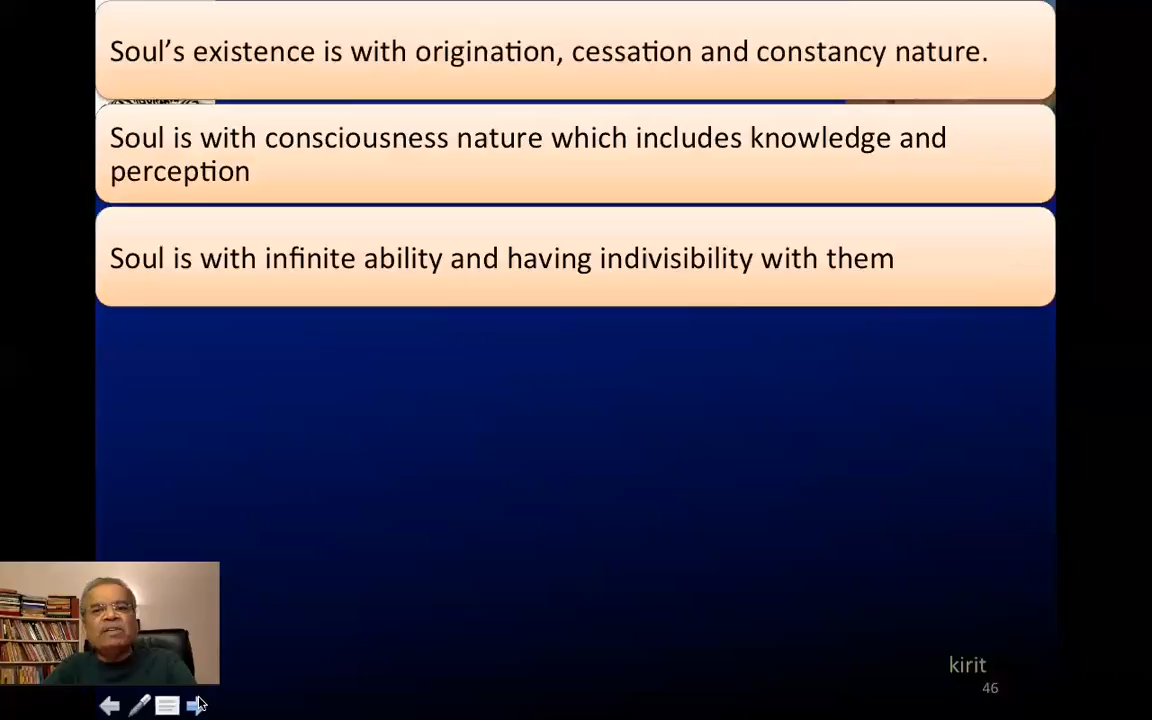 Soul’s existence is with origination, cessation and constancy nature.
Soul is with consciousness nature which includes knowledge and
perception
Soul is with infinite ability and having indivisibility with them
kirit
46